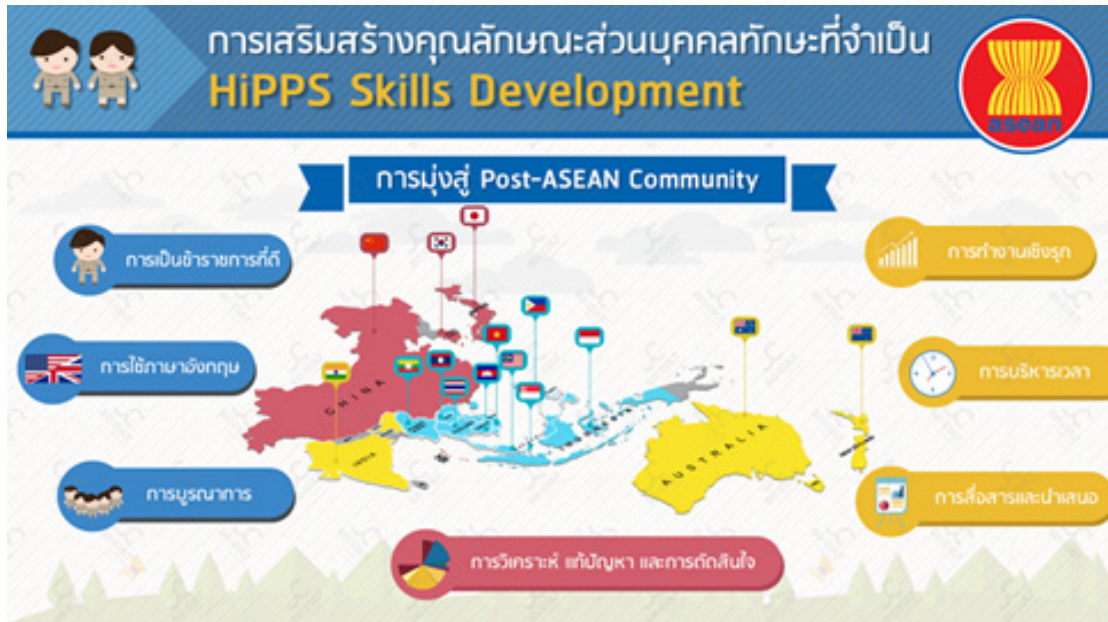 การเสริมสร้างคุณลักษณะส่วนบุคคลทักษะที่จำเป็น
HiPPS Skills Development
asean
การมุ่งสู่ Post-ASEAN Community
การเป็นข้าราชการที่ดี
การทำงานเชิงรุก
การใช้ภาษาอังกฤษ
การบริหารเวลา
CHINA
INDIA
AUSTRALIA
การบูรณาการ
การสื่อสารและนำเสนอ
การวิเคราะห์ แก้ปัญหา และการตัดสินใจ